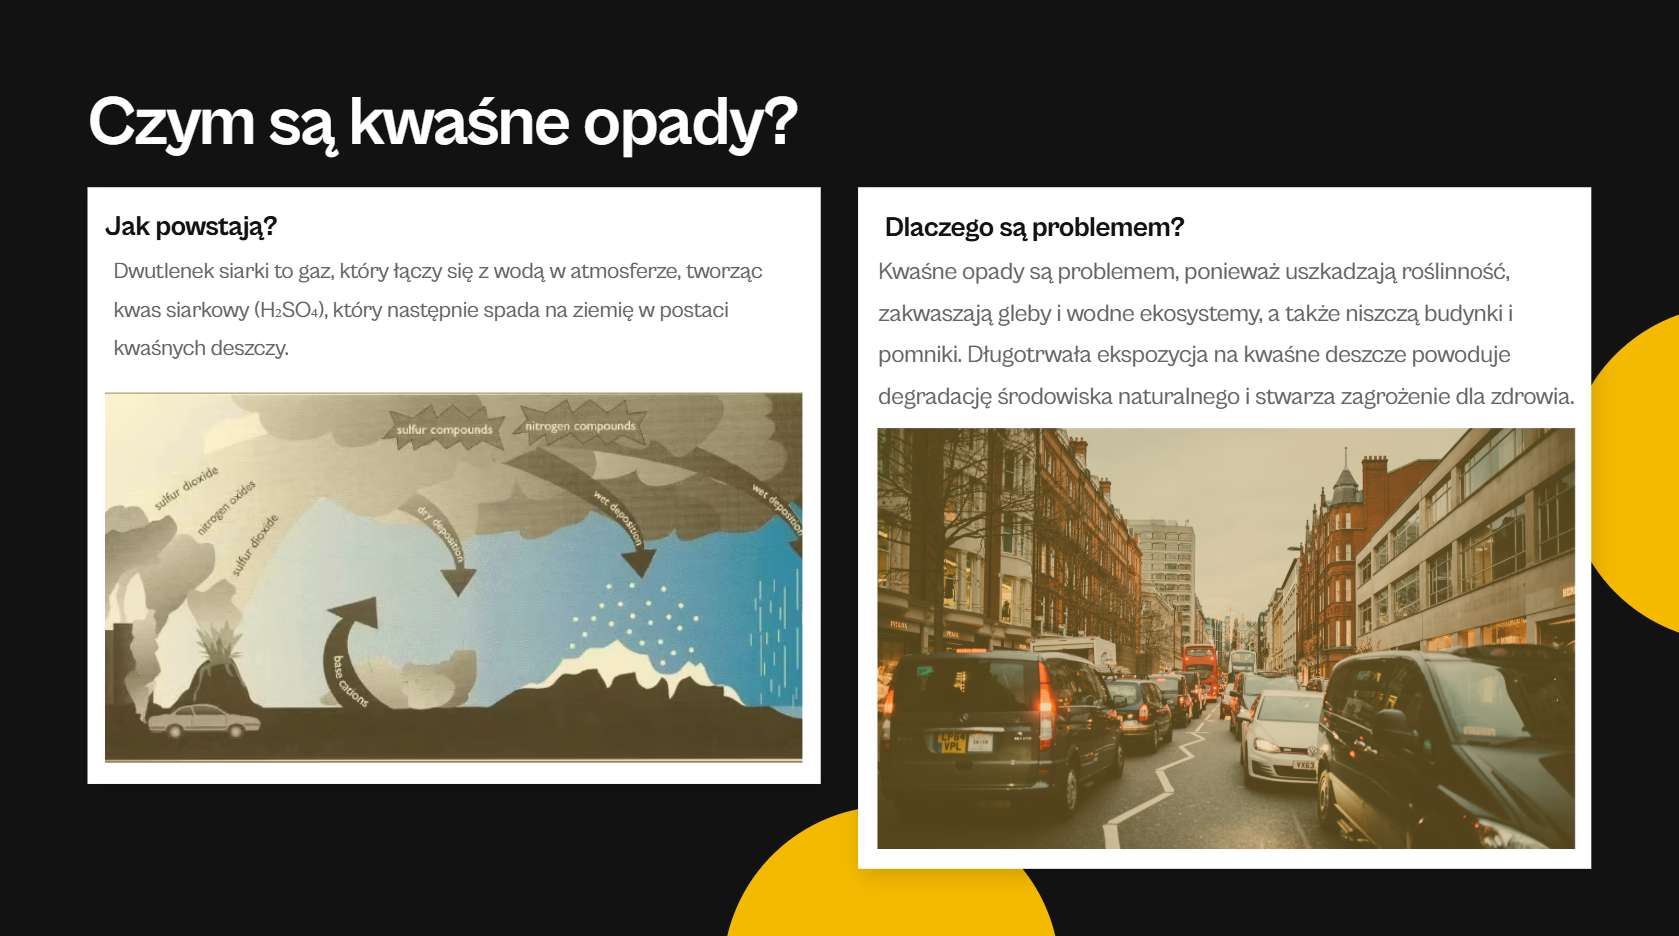 Czym są kwaśne opady?
Jak powstają?
Dwutlenek siarki to gaz, który łączy się z wodą w atmosferze, tworząc
kwas siarkowy (H₂SO₄), który następnie spada na ziemię w postaci
kwaśnych deszczy.
sulfur compounds
nitrogen compounds
sulfur dioxide
nitrogen oxides
sulfur dioxide
dry deposition
wet deposition
wet deposition
base cations
Dlaczego są problemem?
Kwaśne opady są problemem, ponieważ uszkadzają roślinność,
zakwaszają gleby i wodne ekosystemy, a także niszczą budynki i
pomniki. Długotrwała ekspozycja na kwaśne deszcze powoduje
degradację środowiska naturalnego i stwarza zagrożenie dla zdrowia.
LP64
VPL
VX63